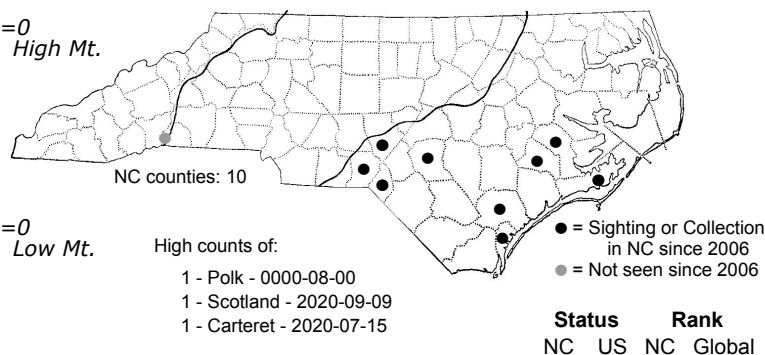 =0
High Mt.
NC counties: 10
=0
Low Mt.
High counts of:
1 - Polk - 0000-08-00
1 - Scotland - 2020-09-09
1 - Carteret - 2020-07-15
● = Sighting or Collection
in NC since 2006
● = Not seen since 2006
Status Rank
NC US NC Global